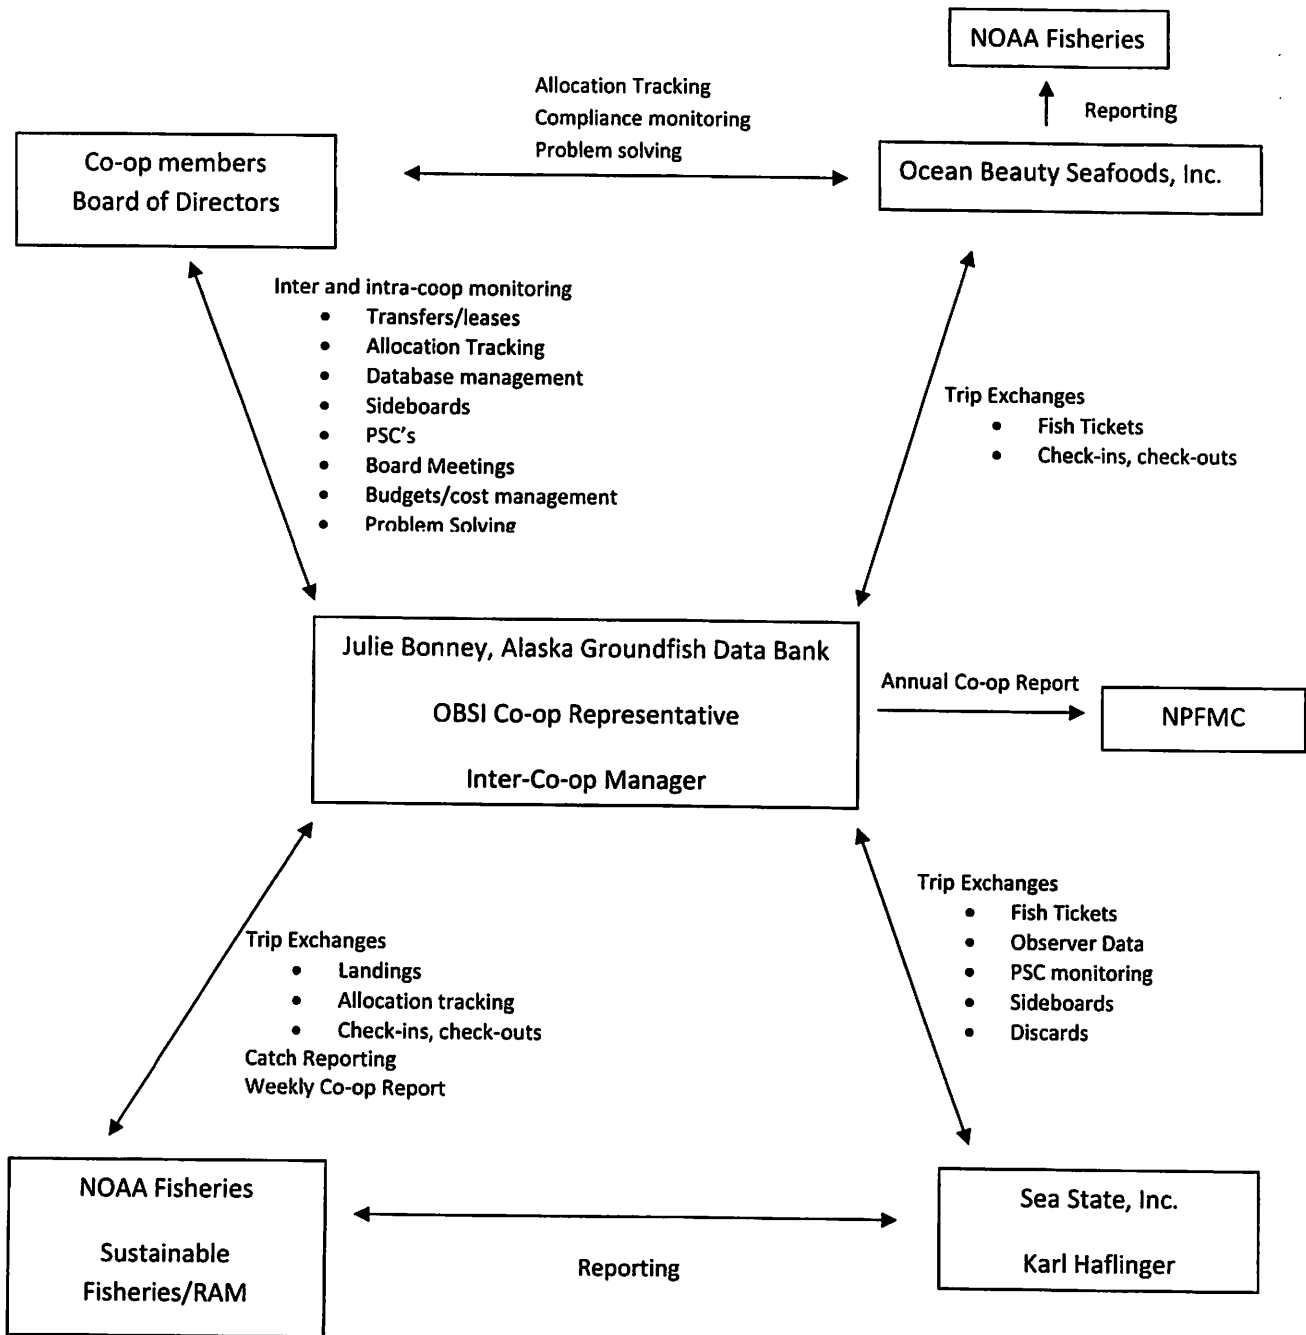 NOAA Fisheries
Reporting
Allocation Tracking
Compliance monitoring
Problem solving
Co-op members
Board of Directors
Ocean Beauty Seafoods, Inc.
Inter and intra-coop monitoring
• Transfers/leases
• Allocation Tracking
• Database management
• Sideboards
• PSC's
• Board Meetings
• Budgets/cost management
• Problem Solving
Trip Exchanges
• Fish Tickets
• Check-ins, check-outs
Julie Bonney, Alaska Groundfish Data Bank
OBSI Co-op Representative
Inter-Co-op Manager
Annual Co-op Report
NPFMC
Trip Exchanges
• Landings
• Allocation tracking
• Check-ins, check-outs
Catch Reporting
Weekly Co-op Report
Trip Exchanges
• Fish Tickets
• Observer Data
• PSC monitoring
• Sideboards
• Discards
NOAA Fisheries
Sustainable
Fisheries/RAM
Reporting
Sea State, Inc.
Karl Haflinger